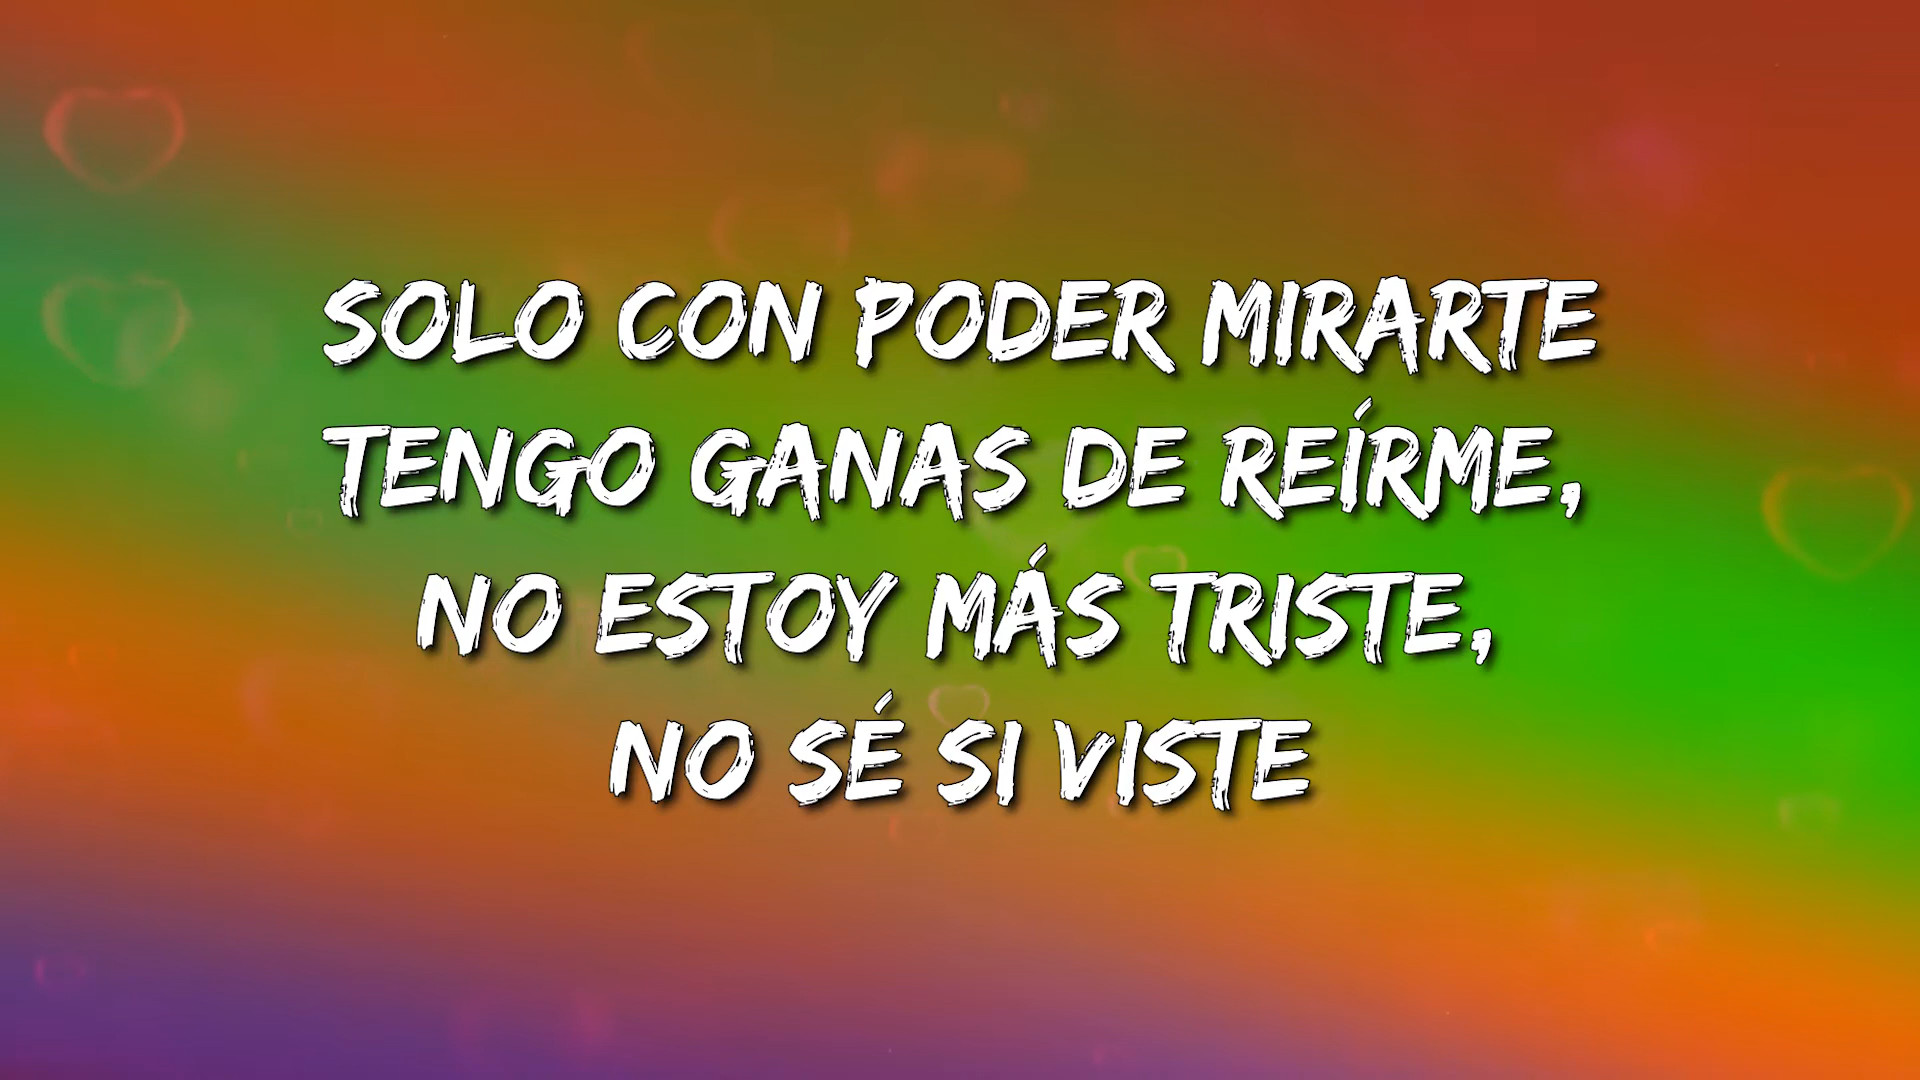 SOLO CON PODER MIRARTE
TENGO GANAS DE REÍRME,
NO ESTOY MÁS TRISTE,
NO SÉ SI VISTE